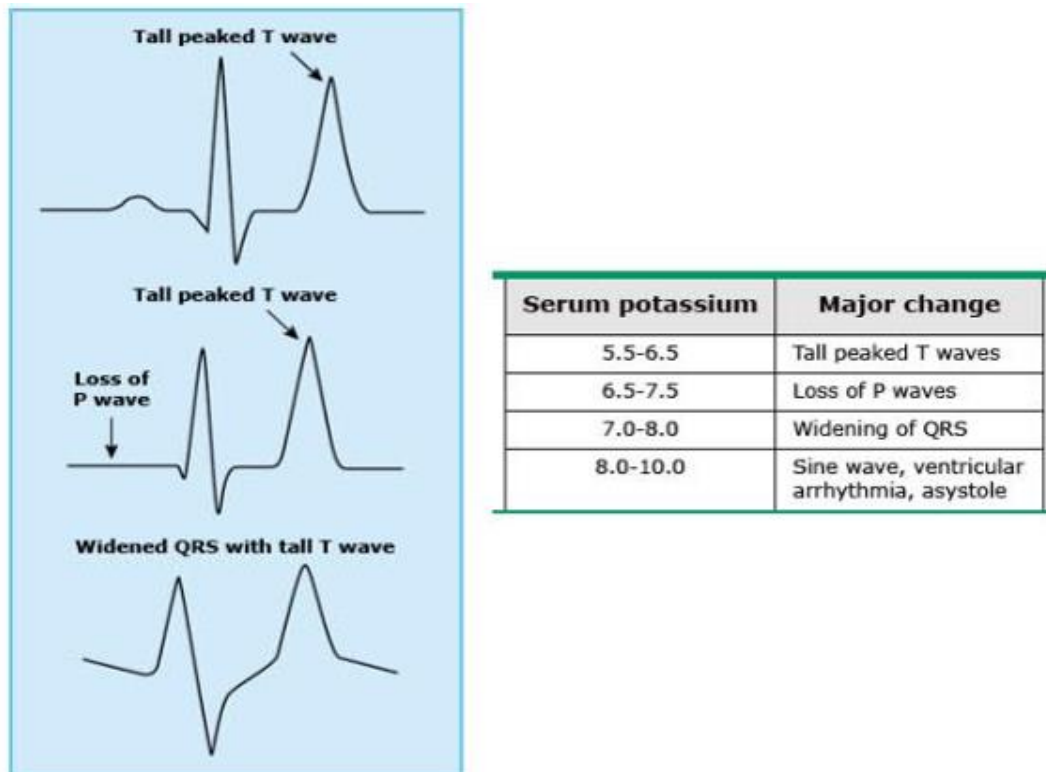 Tall peaked T wave
Tall peaked T wave
Loss of
P wave
Widened QRS with tall T wave
Serum potassium Major change
5.5-6.5 Tall peaked T waves
6.5-7.5 Loss of P waves
7.0-8.0 Widening of QRS
8.0-10.0 Sine wave, ventricular
arrhythmia, asystole